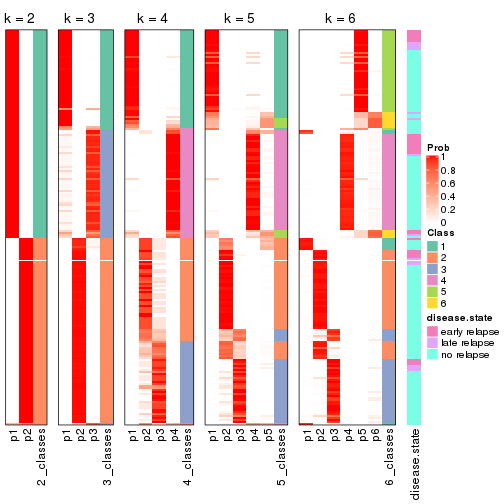 k = 2 k = 3 k = 4 k = 5 k = 6
Prob
1
0.8
0.6
0.4
0.2
0
Class
1
2
3
4
5
6
disease.state
early relapse
late relapse
no relapse
p1 p2 2_classes p1 p2 p3 3_classes p1 p2 p3 p4 4_classes p1 p2 p3 p4 p5 5_classes p1 p2 p3 p4 p5 p6 6_classes disease.state